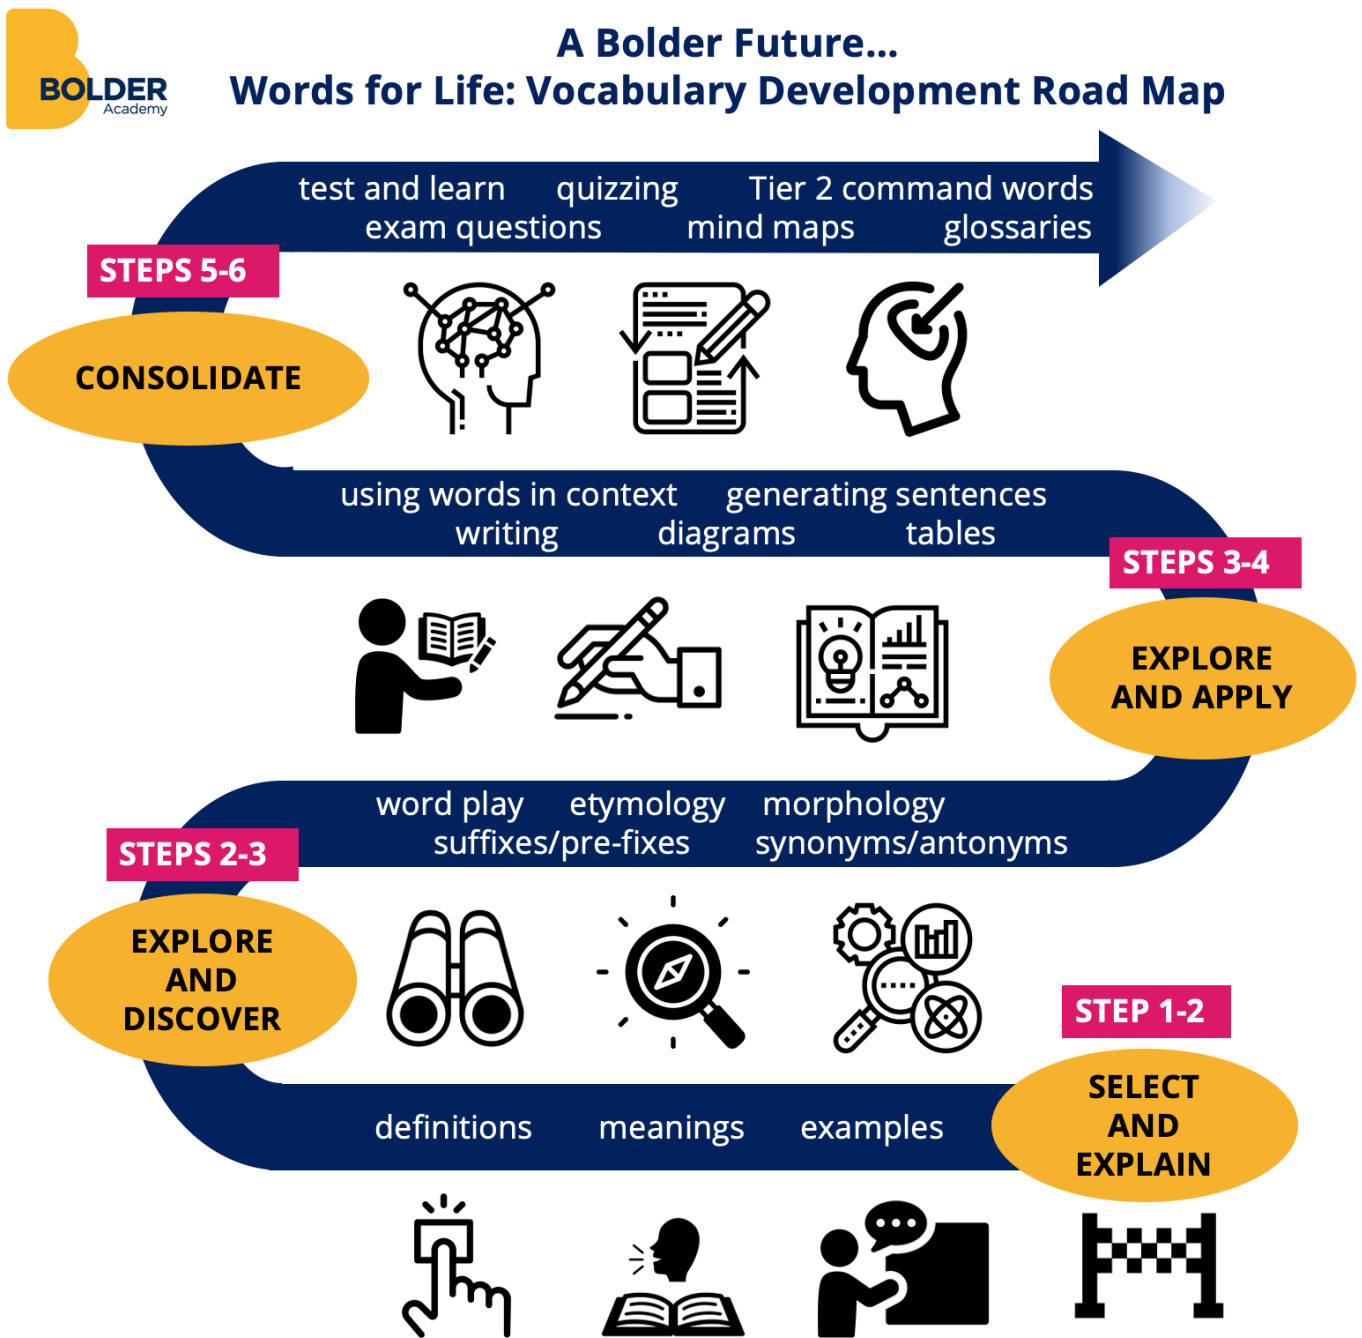 BOLDER
Academy
A Bolder Future...
Words for Life: Vocabulary Development Road Map
test and learn quizzing Tier 2 command words
exam questions mind maps glossaries
STEPS 5-6
CONSOLIDATE
using words in context generating sentences
writing diagrams tables
STEPS 3-4
EXPLORE
AND APPLY
word play etymology morphology
suffixes/pre-fixes synonyms/antonyms
STEPS 2-3
EXPLORE
AND
DISCOVER
STEP 1-2
SELECT
AND
EXPLAIN
definitions meanings examples